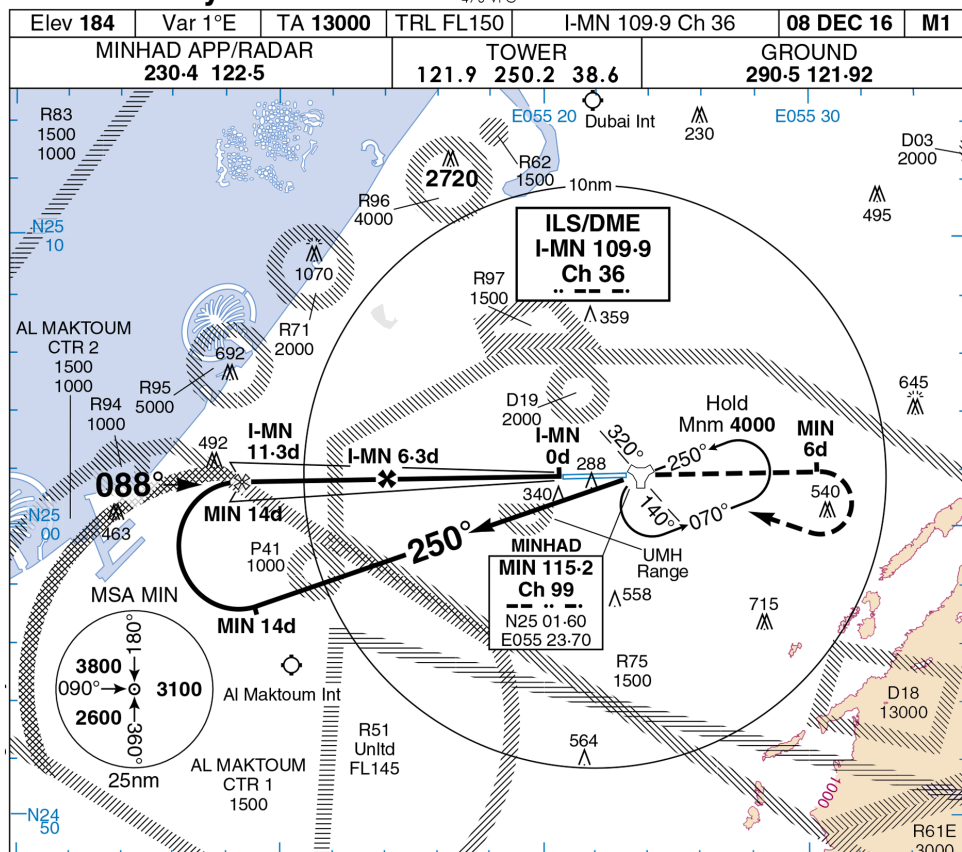 Elev 184
Var 1°E
TA 13000
TRL FL150
I-MN 109·9 Ch 36
08 DEC 16
M1
MINHAD APP/RADAR
230·4 122·5
TOWER
121.9 250.2 38.6
GROUND
290·5 121·92
R83
1500
1000
E055 20
Dubai Int
230
E055 30
D03
2000
R62
1500
2720
R96
4000
10nm
495
N25
10
ILS/DME
I-MN 109·9
Ch 36
1070
R97
1500
359
R71
2000
AL MAKTOUM
CTR 2
1500
1000
692
R95
5000
R94
1000
D19
2000
645
Hold
Mnm 4000
MIN
6d
I-MN
11·3d
I-MN 6·3d
I-MN
0d
320°
250°
492
288
088°
340
540
MIN 14d
140°
070°
N25
00
463
250°
P41
1000
MINHAD
MIN 115·2
Ch 99
N25 01·60
E055 23·70
UMH
Range
558
MSA MIN
MIN 14d
715
180°
3800
090°
3100
2600
360°
25nm
Al Maktoum Int
R75
1500
D18
13000
R51
Unltd
FL145
564
AL MAKTOUM
CTR 1
1500
1000
N24
50
R61E
3000